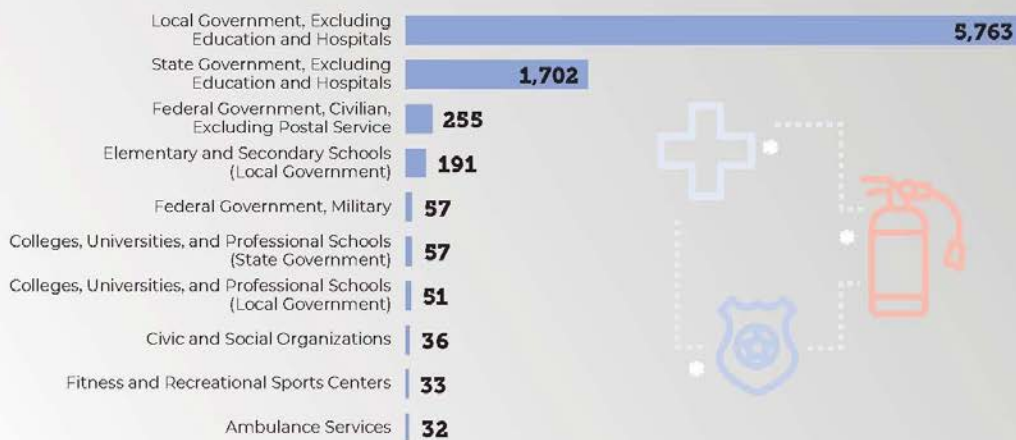 Local Government, Excluding
Education and Hospitals
5,763
State Government, Excluding
Education and Hospitals
1,702
Federal Government, Civilian,
Excluding Postal Service
255
Elementary and Secondary Schools
(Local Government)
191
Federal Government, Military
57
Colleges, Universities, and Professional Schools
(State Government)
57
Colleges, Universities, and Professional Schools
(Local Government)
51
Civic and Social Organizations
36
Fitness and Recreational Sports Centers
33
Ambulance Services
32